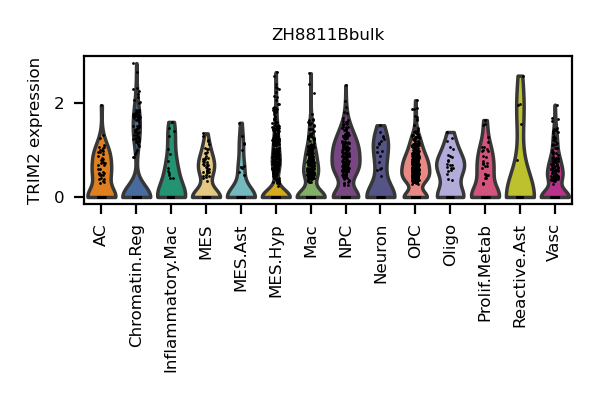 ZH8811Bbulk
TRIM2 expression
2
0
AC
Chromatin.Reg
Inflammatory.Mac
MES
MES.Ast
MES.Hyp
Mac
NPC
Neuron
OPC
Oligo
Prolif.Metab
Reactive.Ast
Vasc